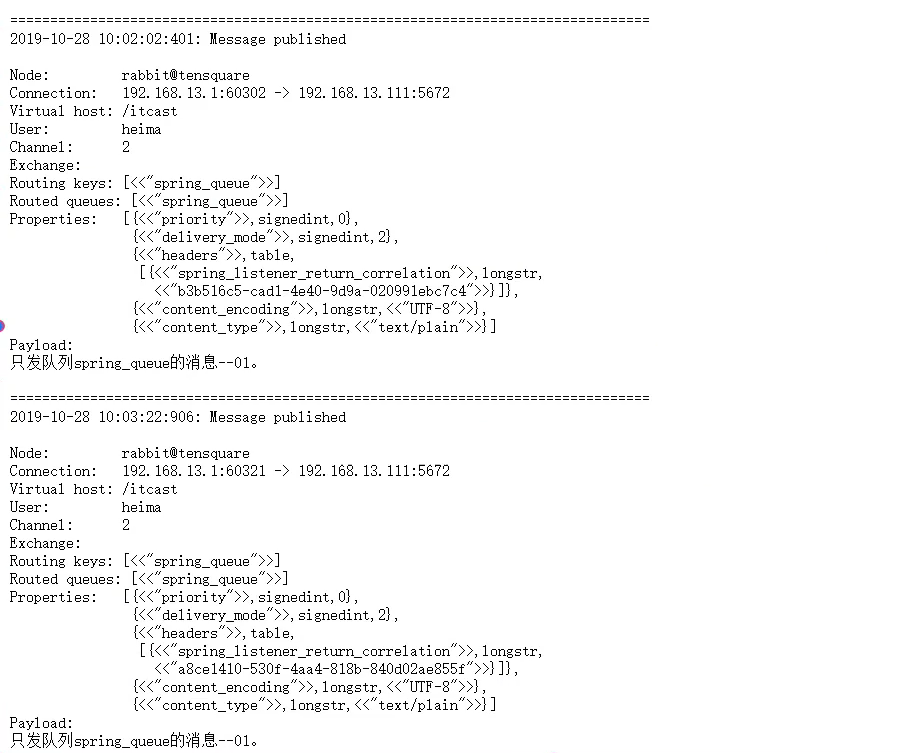 ================================================================================
2019-10-28 10:02:02:401: Message published
Node:         rabbit@tensquare
Connection:   192.168.13.1:60302 -> 192.168.13.111:5672
Virtual host: /itcast
User:         heima
Channel:      2
Exchange:
Routing keys: [<<"spring_queue">>]
Routed queues: [<<"spring_queue">>]
Properties:   [{<<"priority">>,signedint,0},
               {<<"delivery_mode">>,signedint,2},
               {<<"headers">>,table,
                [{<<"spring_listener_return_correlation">>,longstr,
                  <<"b3b516c5-cad1-4e40-9d9a-020991ebc7c4">>}]},
               {<<"content_encoding">>,longstr,<<"UTF-8">>},
               {<<"content_type">>,longstr,<<"text/plain">>}]
Payload:
只发队列spring_queue的消息--01。
================================================================================
2019-10-28 10:03:22:906: Message published
Node:         rabbit@tensquare
Connection:   192.168.13.1:60321 -> 192.168.13.111:5672
Virtual host: /itcast
User:         heima
Channel:      2
Exchange:
Routing keys: [<<"spring_queue">>]
Routed queues: [<<"spring_queue">>]
Properties:   [{<<"priority">>,signedint,0},
               {<<"delivery_mode">>,signedint,2},
               {<<"headers">>,table,
                [{<<"spring_listener_return_correlation">>,longstr,
                  <<"a8ce1410-530f-4aa4-818b-840d02ae855f">>}]},
               {<<"content_encoding">>,longstr,<<"UTF-8">>},
               {<<"content_type">>,longstr,<<"text/plain">>}]
Payload:
只发队列spring_queue的消息--01。